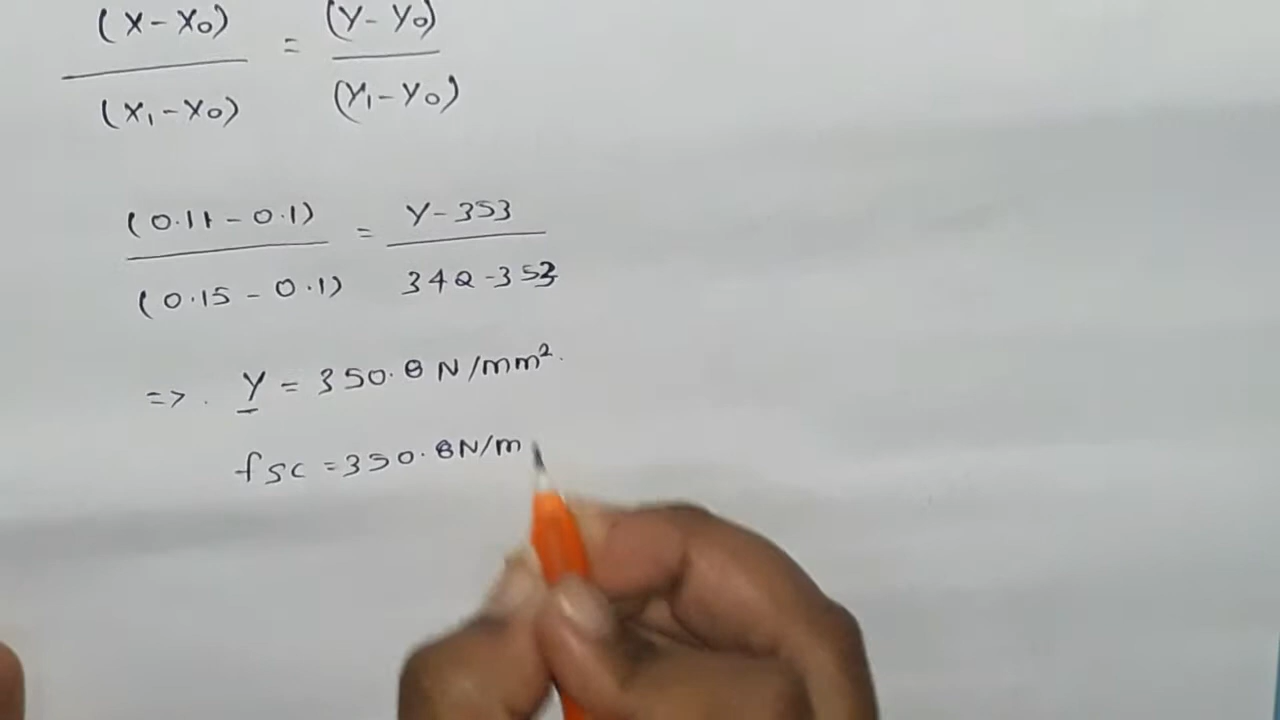 (X-X0) / (X1-X0) = (Y-Y0) / (Y1-Y0)
(0.11-0.1) / (0.15-0.1) = Y-353 / 342-353
=> . Y = 350.8 N/mm².
fsc = 350.8N/m